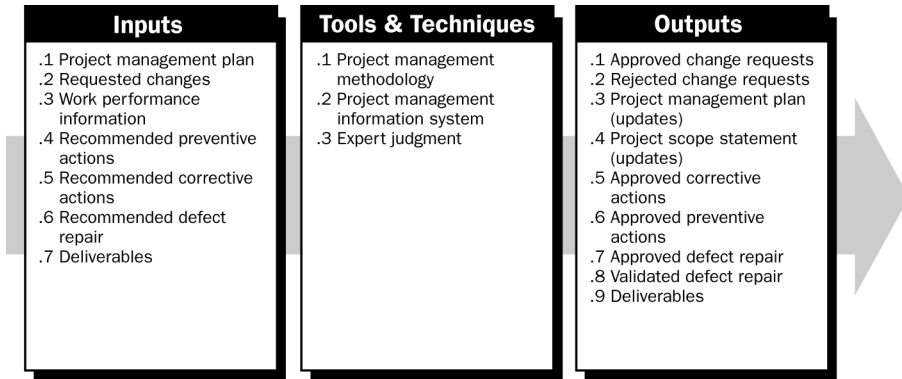 Inputs
.1 Project management plan
.2 Requested changes
.3 Work performance
information
.4 Recommended preventive
actions
.5 Recommended corrective
actions
.6 Recommended defect
repair
.7 Deliverables
Tools & Techniques
.1 Project management
methodology
.2 Project management
information system
.3 Expert judgment
Outputs
.1 Approved change requests
.2 Rejected change requests
.3 Project management plan
(updates)
.4 Project scope statement
(updates)
.5 Approved corrective
actions
.6 Approved preventive
actions
.7 Approved defect repair
.8 Validated defect repair
.9 Deliverables